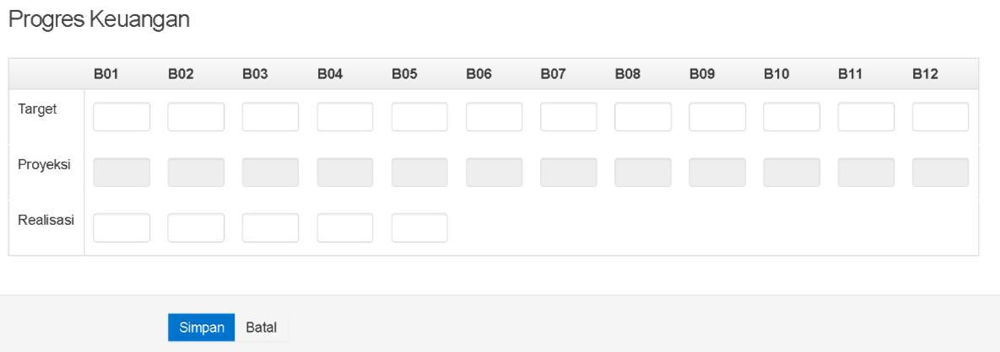 Progres Keuangan
B01 B02 B03 B04 B05 B06 B07 B08 B09 B10 B11 B12
Target
Proyeksi
Realisasi
Simpan Batal